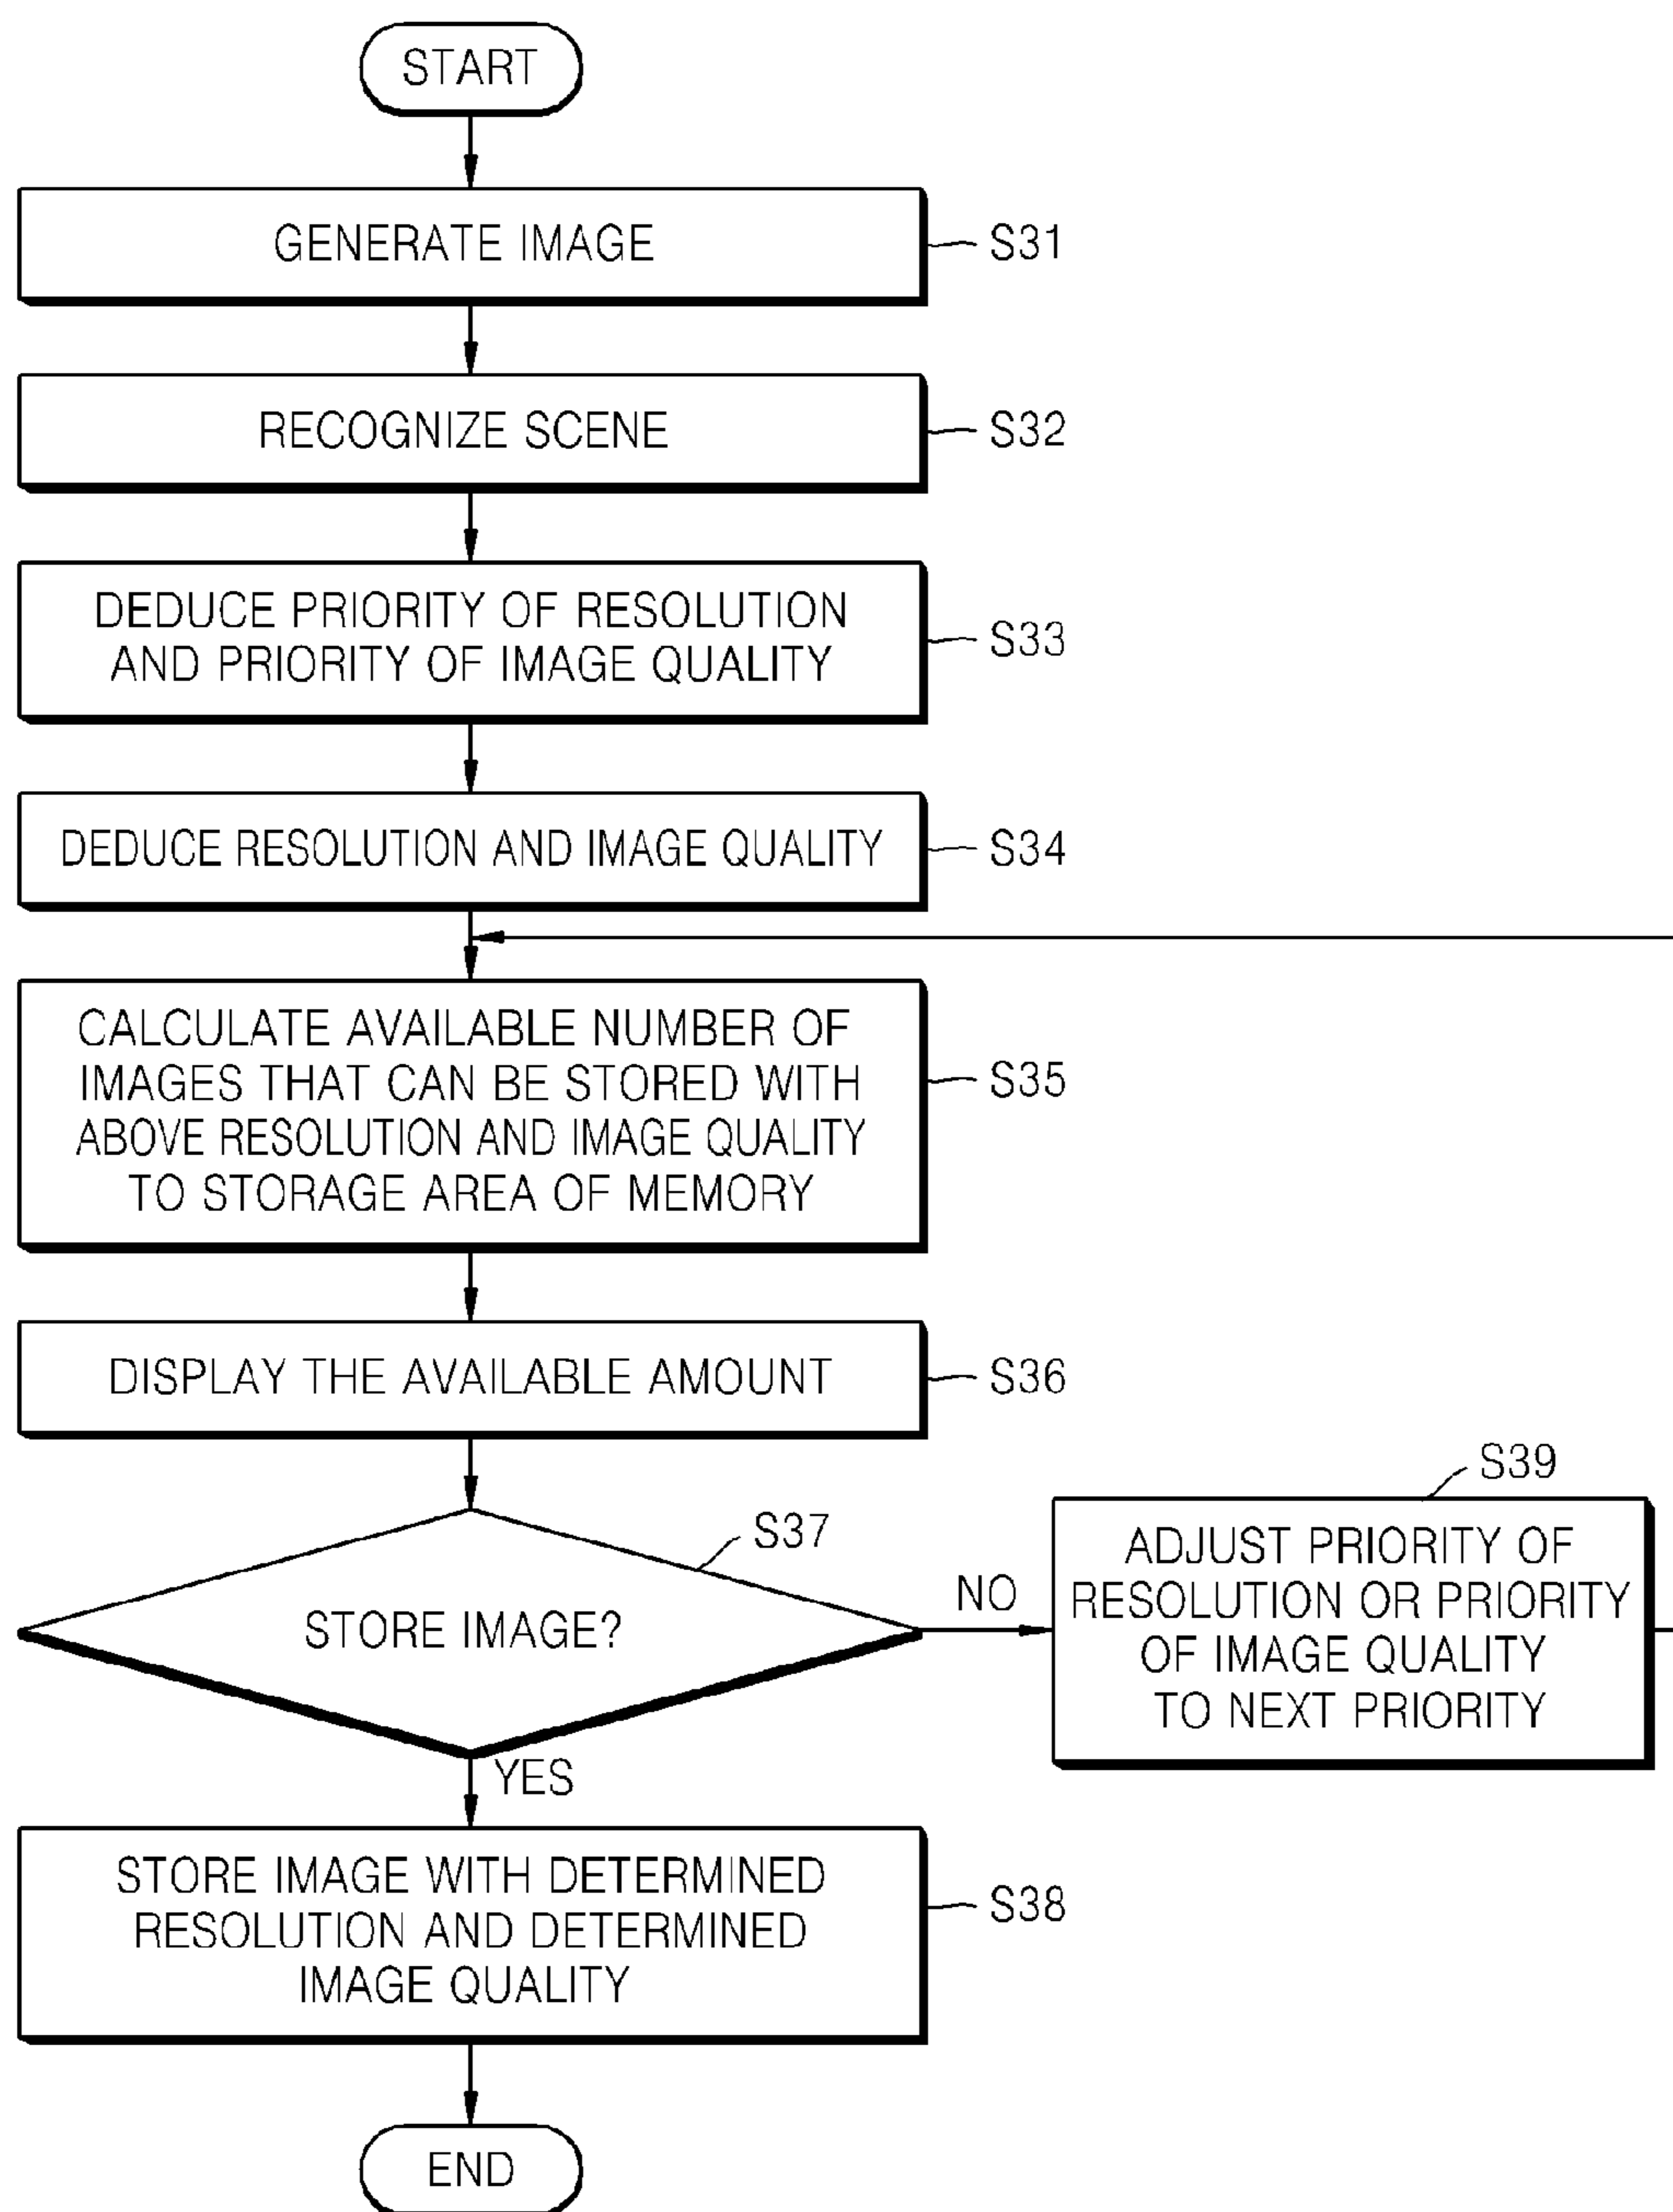 START
GENERATE IMAGE
S31
RECOGNIZE SCENE
S32
DEDUCE PRIORITY OF RESOLUTION
AND PRIORITY OF IMAGE QUALITY
S33
DEDUCE RESOLUTION AND IMAGE QUALITY
S34
CALCULATE AVAILABLE NUMBER OF
IMAGES THAT CAN BE STORED WITH
ABOVE RESOLUTION AND IMAGE QUALITY
TO STORAGE AREA OF MEMORY
S35
DISPLAY THE AVAILABLE AMOUNT
S36
STORE IMAGE?
S37
NO
S39
ADJUST PRIORITY OF
RESOLUTION OR PRIORITY
OF IMAGE QUALITY
TO NEXT PRIORITY
YES
STORE IMAGE WITH DETERMINED
RESOLUTION AND DETERMINED
IMAGE QUALITY
S38
END